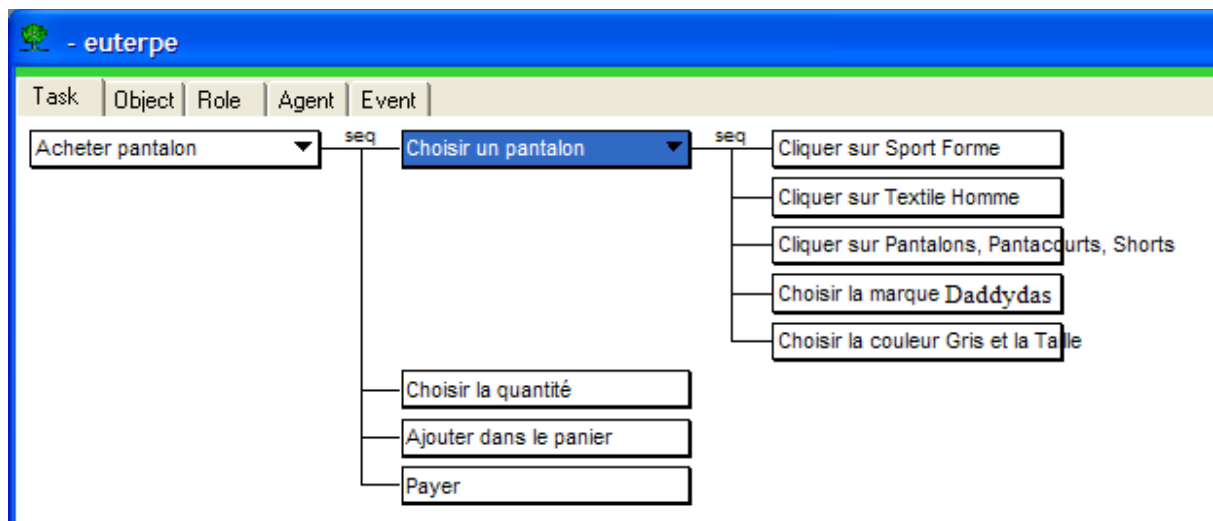 - euterpe
Task Object Role Agent Event
Acheter pantalon seq Choisir un pantalon seq Cliquer sur Sport Forme
Cliquer sur Textile Homme
Cliquer sur Pantalons, Pantacourts, Shorts
Choisir la marque Daddydas
Choisir la couleur Gris et la Taille
Choisir la quantité
Ajouter dans le panier
Payer